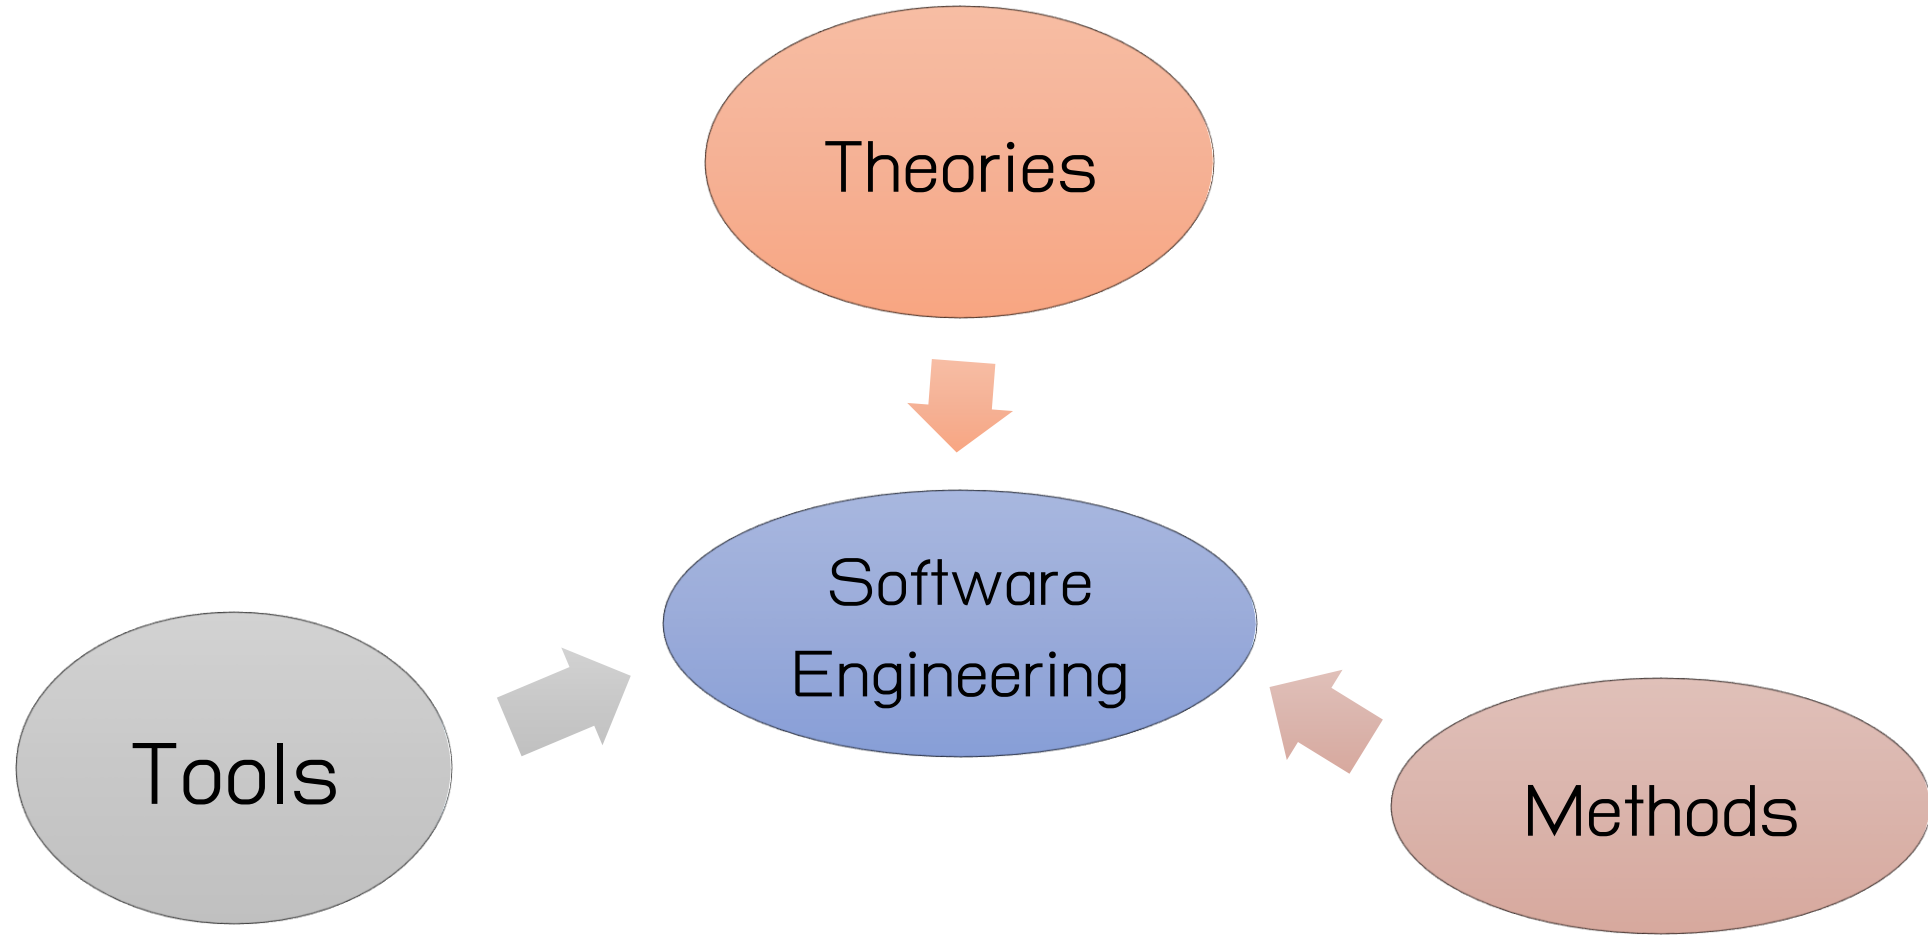 Theories
Software
Engineering
Tools
Methods